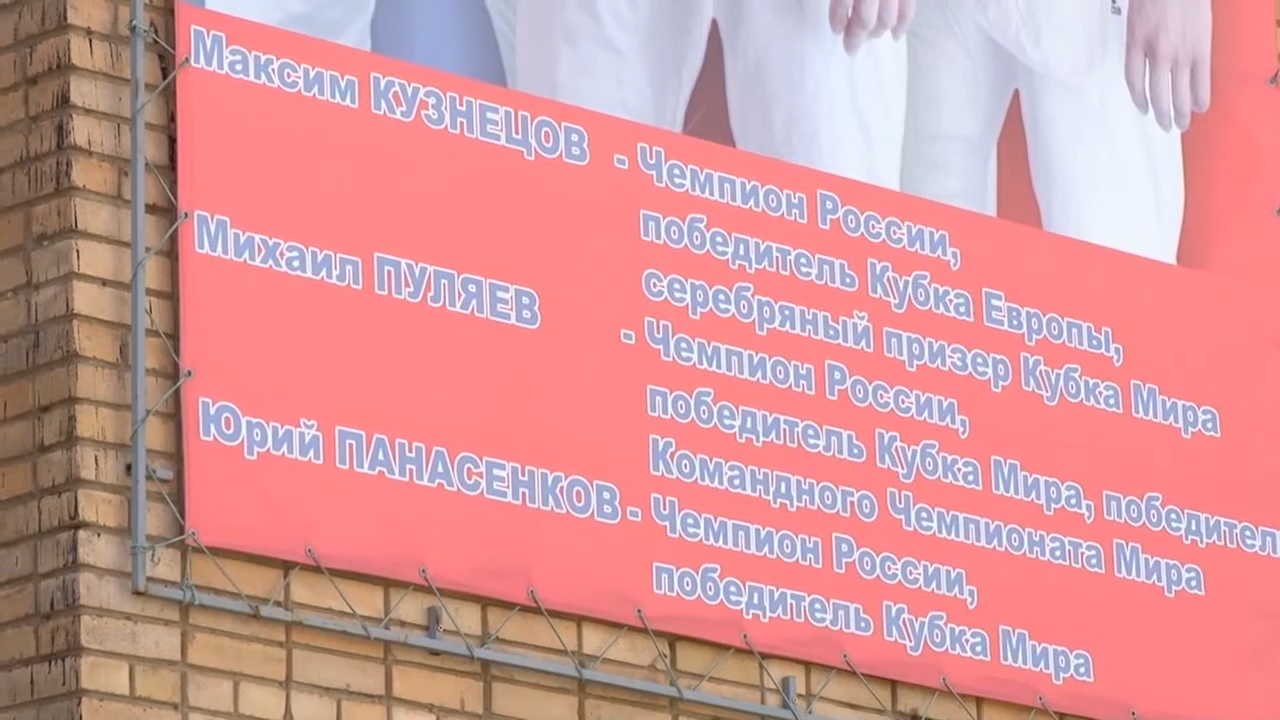 Максим КУЗНЕЦОВ - Чемпион России,
победитель Кубка Европы,
серебряный призер Кубка Мира
Михаил ПУЛЯЕВ - Чемпион России,
победитель Кубка Мира, победител
Командного Чемпионата Мира
Юрий ПАНАСЕНКОВ - Чемпион России,
победитель Кубка Мира